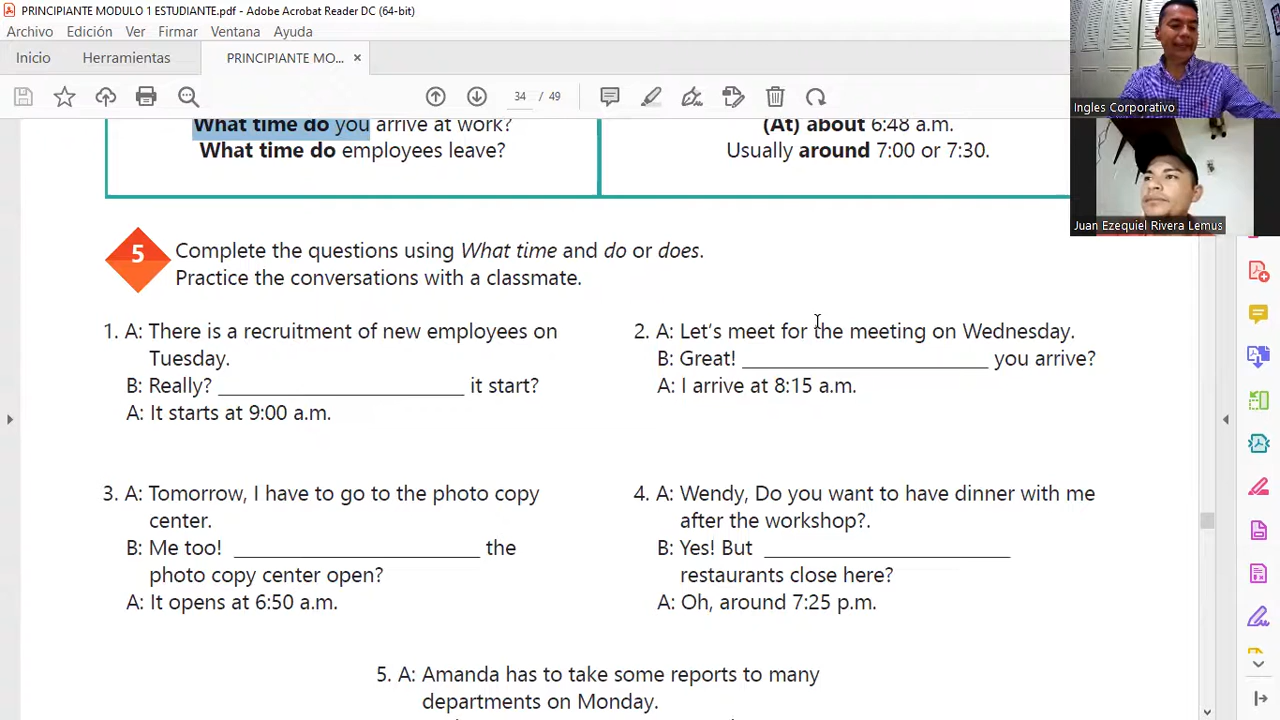 PRINCIPIANTE MODULO 1 ESTUDIANTE.pdf - Adobe Acrobat Reader DC (64-bit)
Archivo Edición Ver Firmar Ventana Ayuda
Inicio Herramientas PRINCIPIANTE MO... ×
34 / 49
Ingles Corporativo
Juan Ezequiel Rivera Lemus
What time do you arrive at work?
What time do employees leave?
(At) about 6:48 a.m.
Usually around 7:00 or 7:30.
5 Complete the questions using What time and do or does.
Practice the conversations with a classmate.
1. A: There is a recruitment of new employees on
Tuesday.
B: Really? ______________________ it start?
A: It starts at 9:00 a.m.
2. A: Let's meet for the meeting on Wednesday.
B: Great! ______________________ you arrive?
A: I arrive at 8:15 a.m.
3. A: Tomorrow, I have to go to the photo copy
center.
B: Me too! ______________________ the
photo copy center open?
A: It opens at 6:50 a.m.
4. A: Wendy, Do you want to have dinner with me
after the workshop?.
B: Yes! But ______________________
restaurants close here?
A: Oh, around 7:25 p.m.
5. A: Amanda has to take some reports to many
departments on Monday.